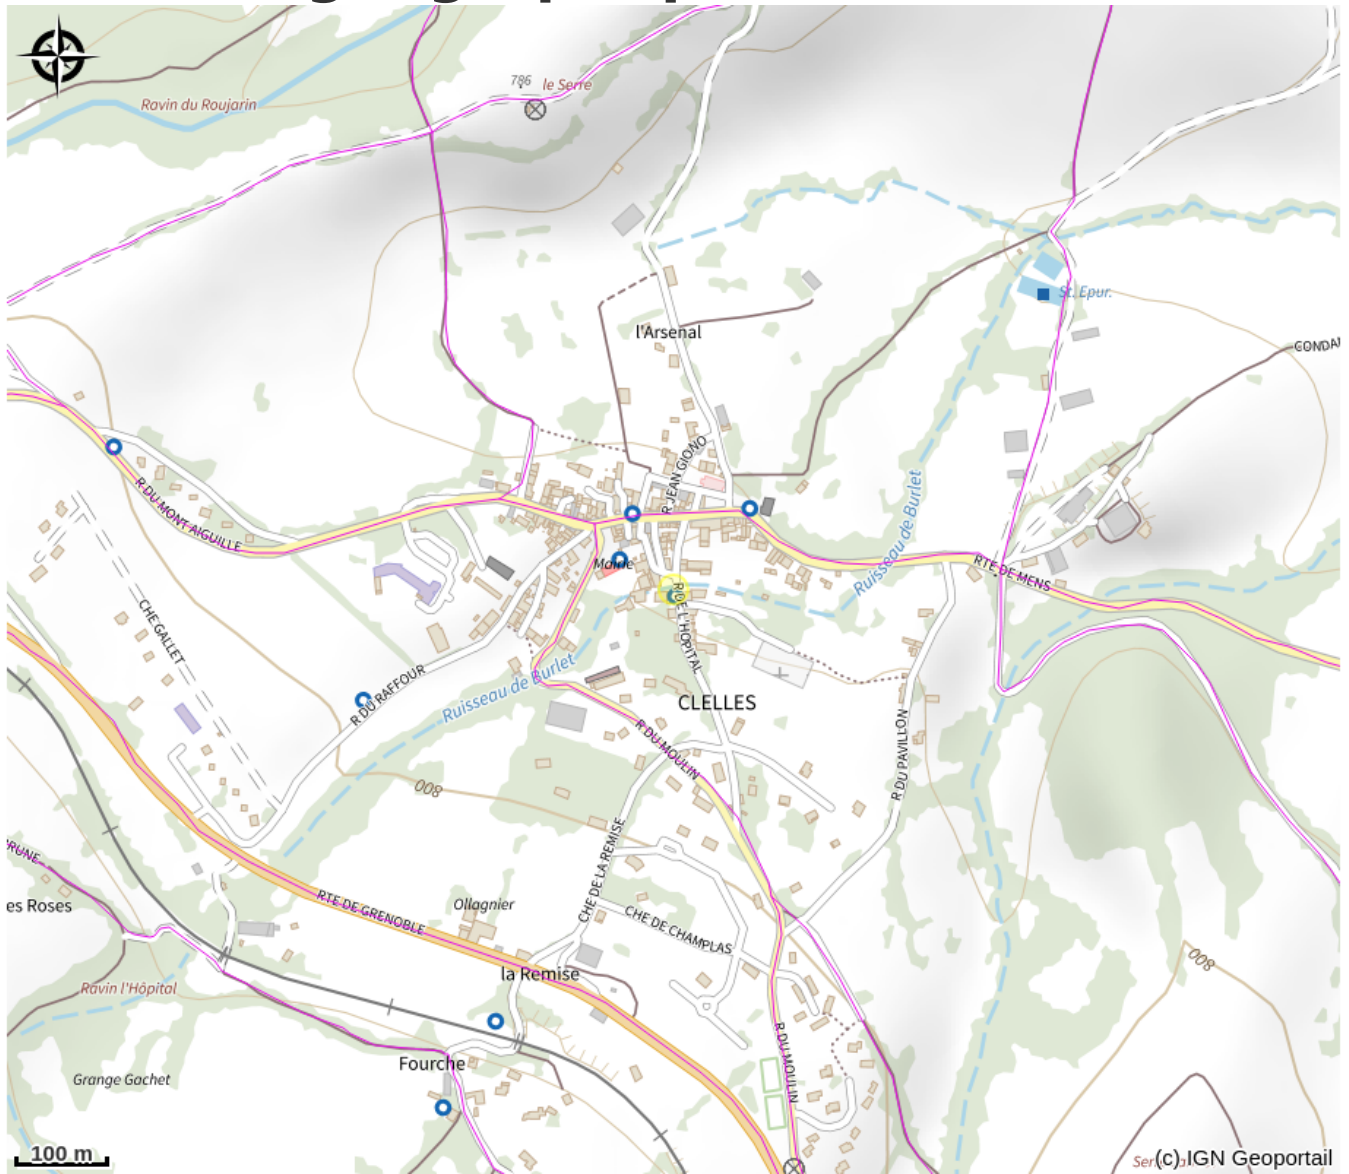 786
le Serre
Ravin du Roujarin
St. Epur.
l'Arsenal
R JEAN GIONO
R DU MONT AIGUILLE
Ruisseau de Burlet
RTE DE MENS
Mairie
R DE L'HOPITAL
CHE GALLET
R DU RAFFOUR
Ruisseau de Burlet
CLELLES
R DU MOULIN
R DU PAVILLON
800
CHE DE LA REMISE
es Roses
RTE DE GRENOBLE
Ollagnier
CHE DE CHAMPLAS
la Remise
800
Ravin l'Hôpital
Fourche
R DU MOULIN
Grange Gachet
100 m
(c) IGN Geoportail